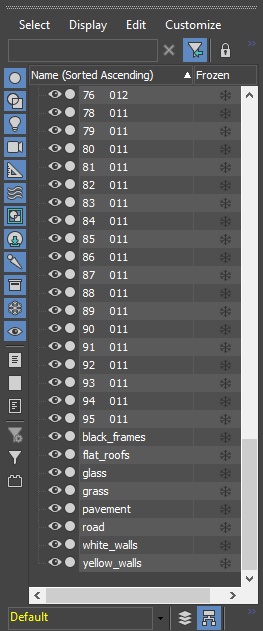 Select Display Edit Customize
Name (Sorted Ascending) Frozen
76 012
78 011
79 011
80 011
81 011
82 011
83 011
84 011
85 011
86 011
87 011
88 011
89 011
90 011
91 011
92 011
93 011
94 011
95 011
black_frames
flat_roofs
glass
grass
pavement
road
white_walls
yellow_walls
Default